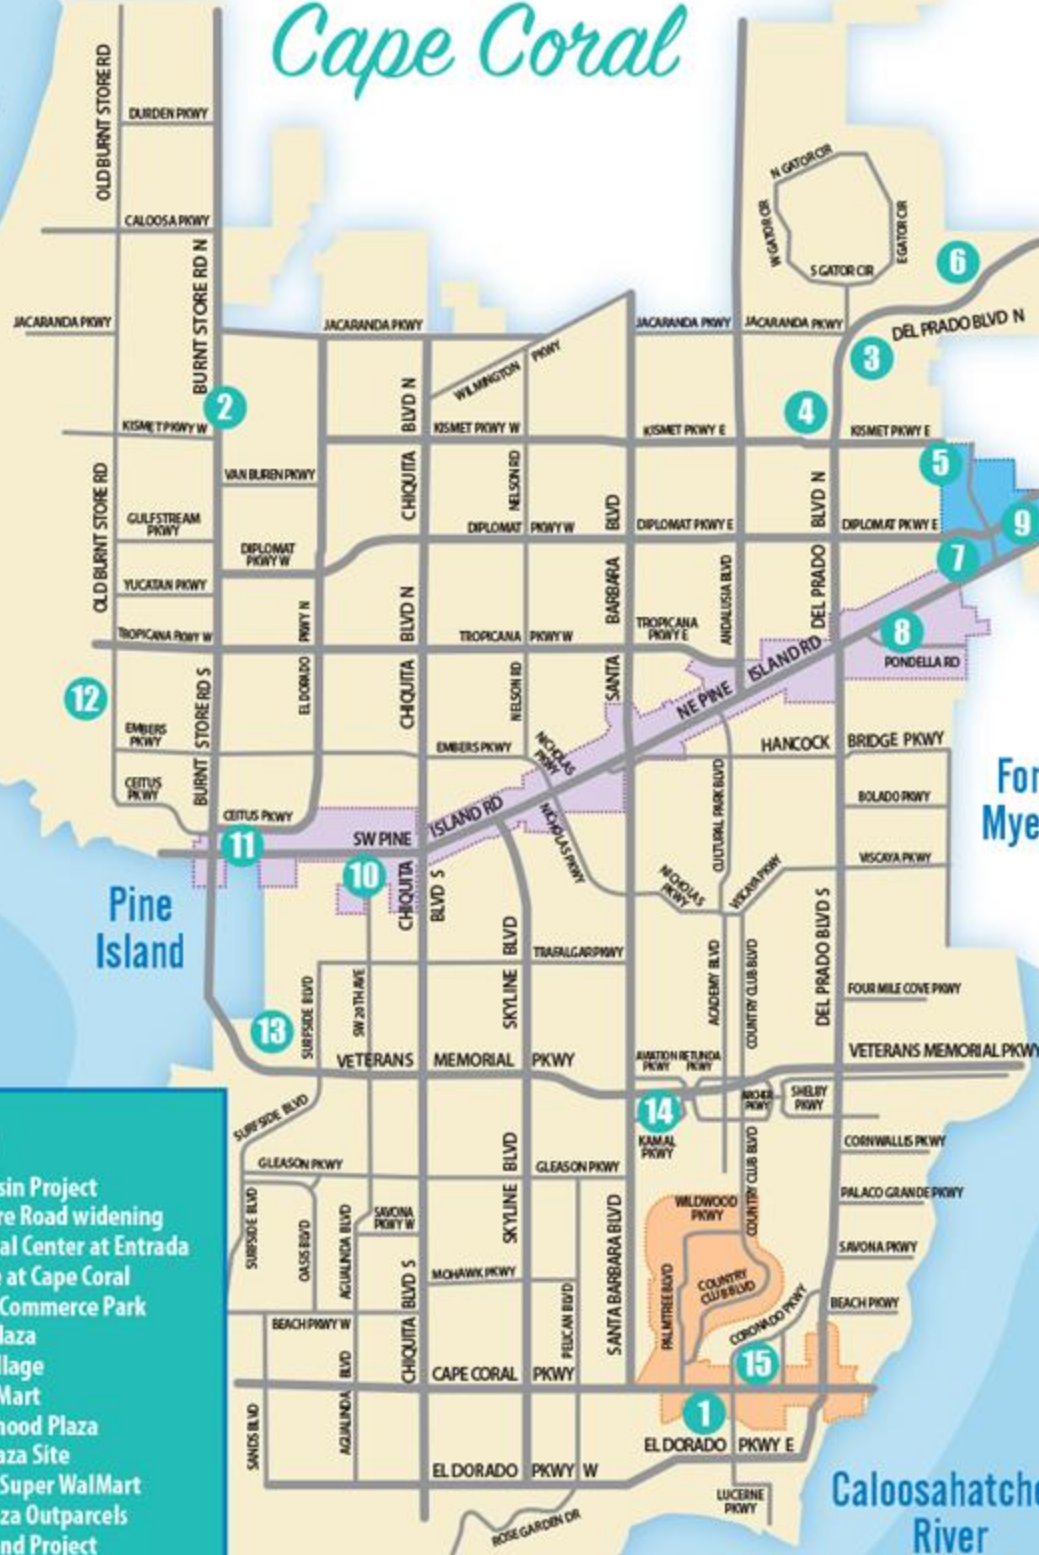 Cape Coral
OLD BURNT STORE RD
DURDEN PKWY
CALOOSA PKWY
BURNT STORE RD N
N GATOR CIR
W GATOR CIR
E GATOR CIR
S GATOR CIR
6
JACARANDA PKWY
JACARANDA PKWY
JACARANDA PKWY
JACARANDA PKWY
DEL PRADO BLVD N
3
WILMINGTON PKWY
2
4
CHIQUITA BLVD N
KISMET PKWY W
KISMET PKWY W
KISMET PKWY E
KISMET PKWY E
5
VAN BUREN PKWY
NELSON RD
OLD BURNT STORE RD
GULFSTREAM
PKWY
DIPLOMAT PKWY W
DIPLOMAT PKWY E
DIPLOMAT PKWY E
9
DIPLOMAT
PKWY W
7
YUCATAN PKWY
SANTA BARBARA BLVD
ANDALUSIA BLVD
DEL PRADO BLVD N
EL DORADO PKWY N
CHIQUITA BLVD N
TROPICANA PKWY W
TROPICANA PKWY W
TROPICANA
PKWY E
8
PONDELLA RD
NE PINE ISLAND RD
NELSON RD
12
BURNT STORE RD S
EMBERS
PKWY
EMBERS PKWY
NICHOLAS
PKWY
HANCOCK BRIDGE PKWY
CEITUS
PKWY
CEITUS PKWY
BOLADO PKWY
For
Mye
11
SW PINE ISLAND RD
NICHOLAS PKWY
CULTURAL PARK BLVD
VISCAYA PKWY
VISCAYA PKWY
10
NICHOLAS
PKWY
Pine
Island
CHIQUITA BLVD S
SKYLINE BLVD
TRAFALGAR PKWY
ACADEMY BLVD
COUNTRY CLUB BLVD
DEL PRADO BLVD S
FOUR MILE COVE PKWY
SURFSIDE BLVD
SW 20TH AVE
13
VETERANS MEMORIAL PKWY
AVIATION
PKWY
RETUNDA
PKWY
VETERANS MEMORIAL PKWY
ARCHER
PKWY
SHELBY
PKWY
14
KAMAL
PKWY
SURFSIDE BLVD
CORNWALLIS PKWY
GLEASON PKWY
GLEASON PKWY
COUNTRY CLUB BLVD
PALACO GRANDE PKWY
SURFSIDE BLVD
OASIS BLVD
AGUALINDA BLVD
SAVONA
PKWY W
SKYLINE BLVD
SANTA BARBARA BLVD
WILDWOOD
PKWY
SAVONA PKWY
MOHAWK PKWY
PALMTREE BLVD
COUNTRY
CLUB BLVD
CORONADO PKWY
BEACH PKWY
BEACH PKWY W
PELICAN BLVD
CHIQUITA BLVD S
CAPE CORAL PKWY
15
1
SANDS BLVD
AGUALINDA BLVD
EL DORADO PKWY E
EL DORADO PKWY W
LUCERNE
PKWY
ROSE GARDEN DR
Caloosahatche
River
sin Project
re Road widening
al Center at Entrada
e at Cape Coral
Commerce Park
laza
llage
Mart
hood Plaza
aza Site
Super WalMart
za Outparcels
nd Project